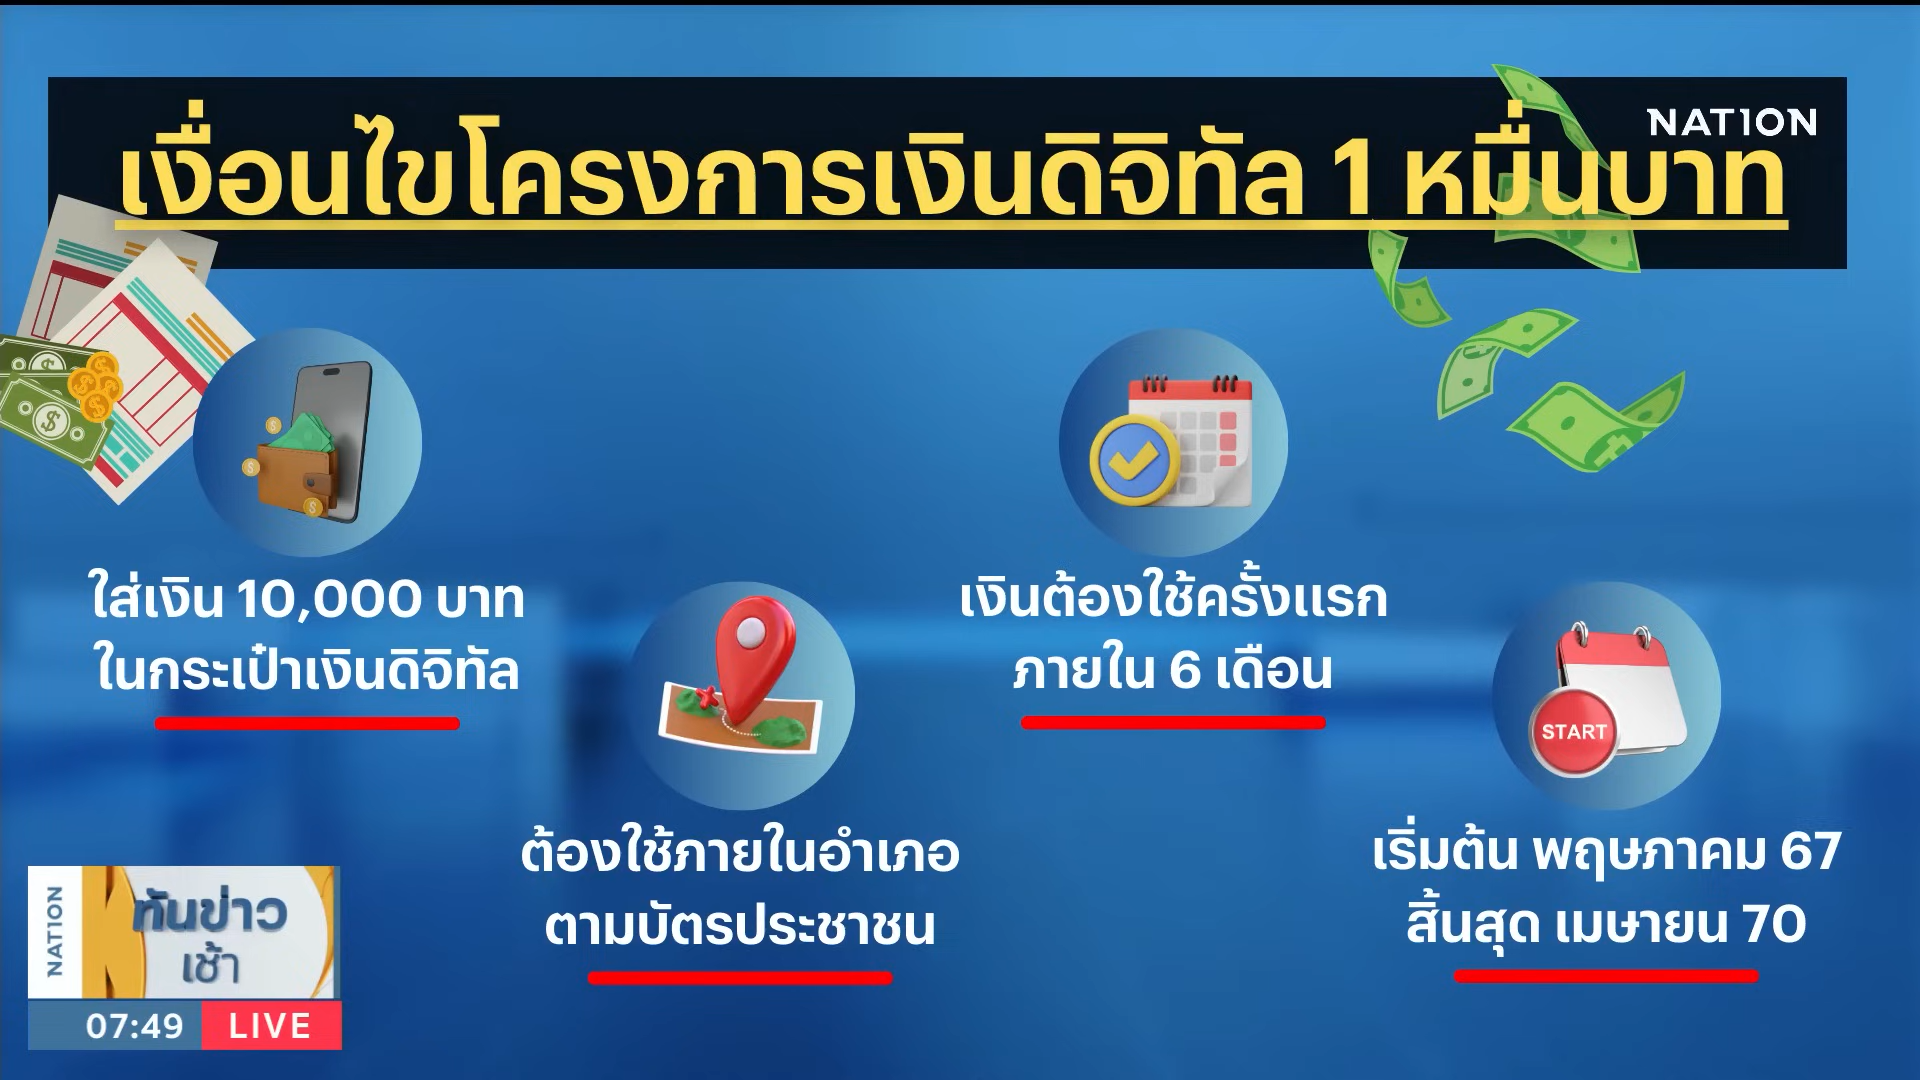 NATION
เงื่อนไขโครงการเงินดิจิทัล 1 หมื่นบาท
ใส่เงิน 10,000 บาท
ในกระเป๋าเงินดิจิทัล
ต้องใช้ภายในอำเภอ
ตามบัตรประชาชน
เงินต้องใช้ครั้งแรก
ภายใน 6 เดือน
START
เริ่มต้น พฤษภาคม 67
สิ้นสุด เมษายน 70
NATION
ทันข่าว
เช้า
07:49 LIVE